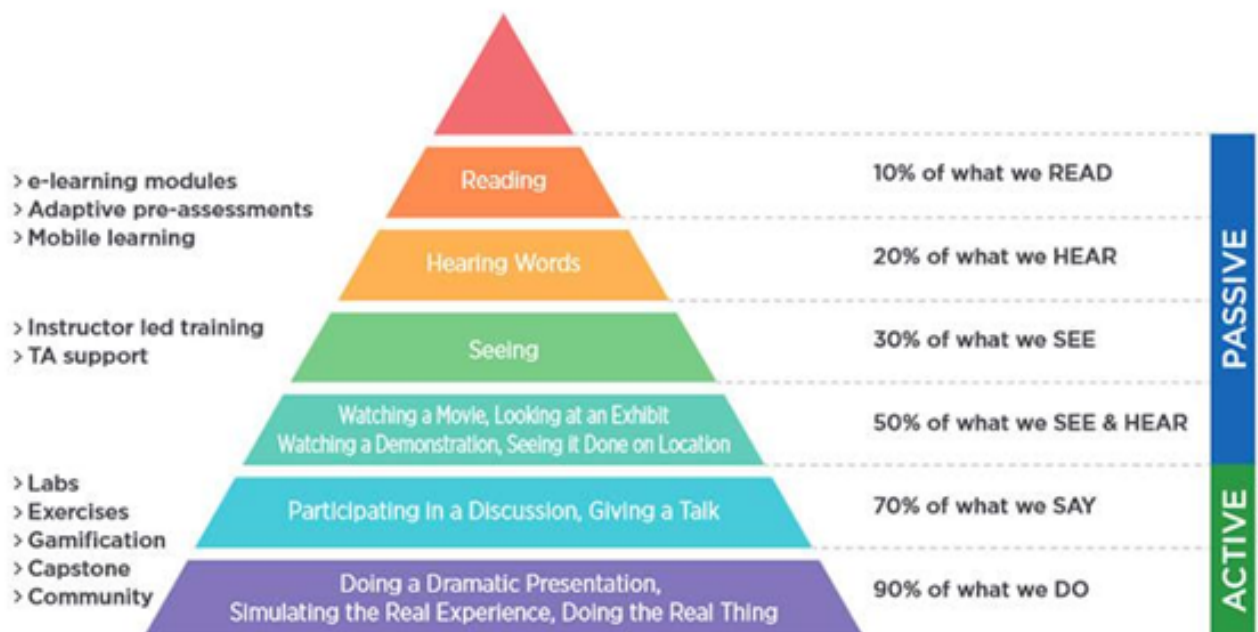 > e-learning modules
> Adaptive pre-assessments
> Mobile learning
> Instructor led training
> TA support
> Labs
> Exercises
> Gamification
> Capstone
> Community
Reading
Hearing Words
Seeing
Watching a Movie, Looking at an Exhibit
Watching a Demonstration, Seeing it Done on Location
Participating in a Discussion, Giving a Talk
Doing a Dramatic Presentation,
Simulating the Real Experience, Doing the Real Thing
10% of what we READ
20% of what we HEAR
30% of what we SEE
50% of what we SEE & HEAR
70% of what we SAY
90% of what we DO
PASSIVE
ACTIVE